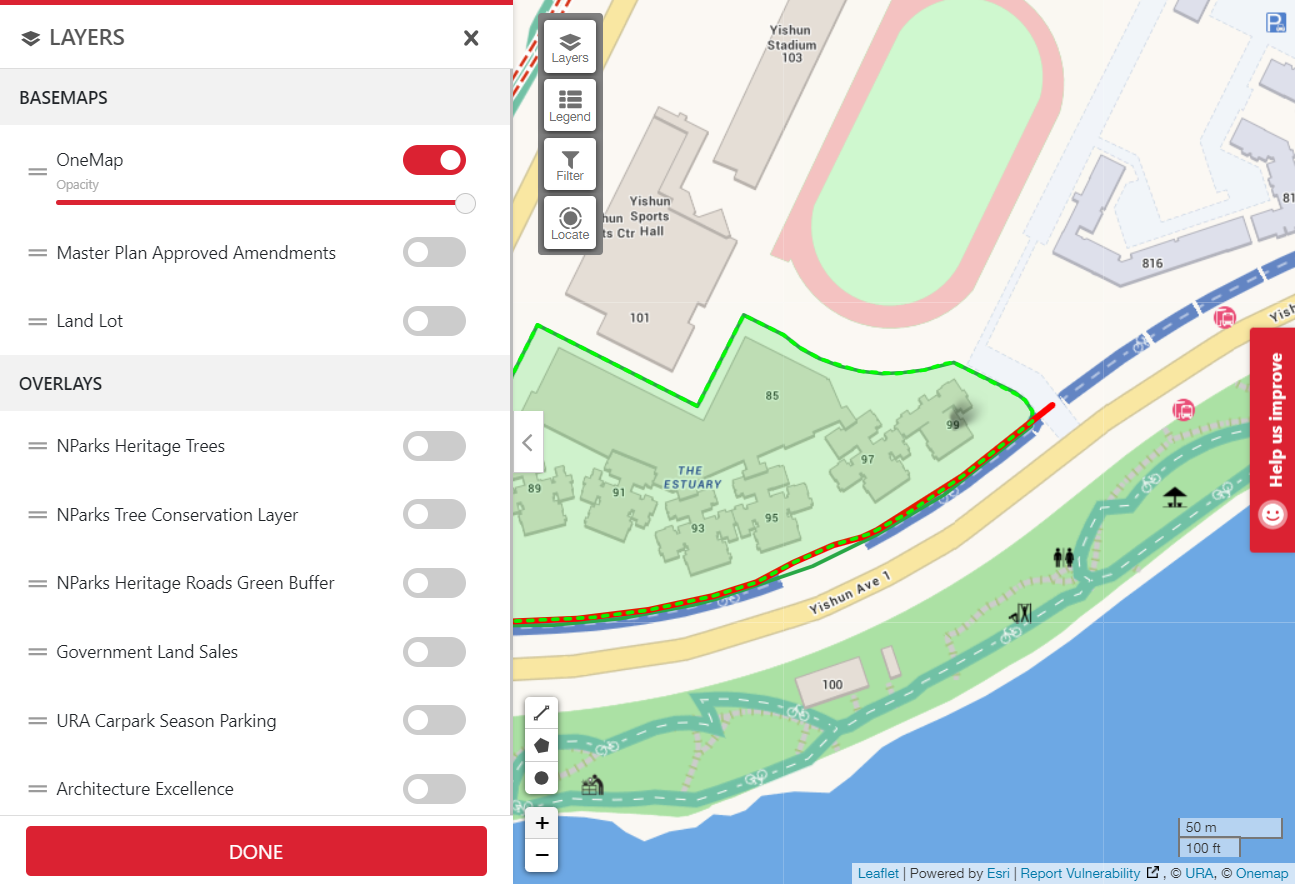 LAYERS
BASEMAPS
OneMap
Opacity
Master Plan Approved Amendments
Land Lot
OVERLAYS
NParks Heritage Trees
NParks Tree Conservation Layer
NParks Heritage Roads Green Buffer
Government Land Sales
URA Carpark Season Parking
Architecture Excellence
DONE
Layers
Legend
Filter
Locate
Yishun
Stadium
103
P
Yishun
Sports
Hall
hun
ts Ctr
101
816
81
Yish
85
99
97
THE
ESTUARY
89
91
93
95
Yishun Ave 1
100
Help us improve
+
−
50 m
100 ft
Leaflet | Powered by Esri | Report Vulnerability , © URA, © Onemap